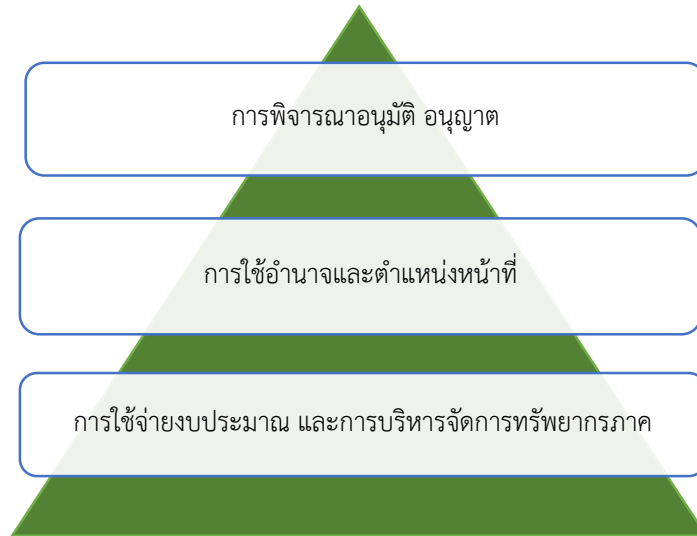 การพิจารณาอนุมัติ อนุญาต
การใช้อำนาจและตำแหน่งหน้าที่
การใช้จ่ายงบประมาณ และการบริหารจัดการทรัพยากรภาค